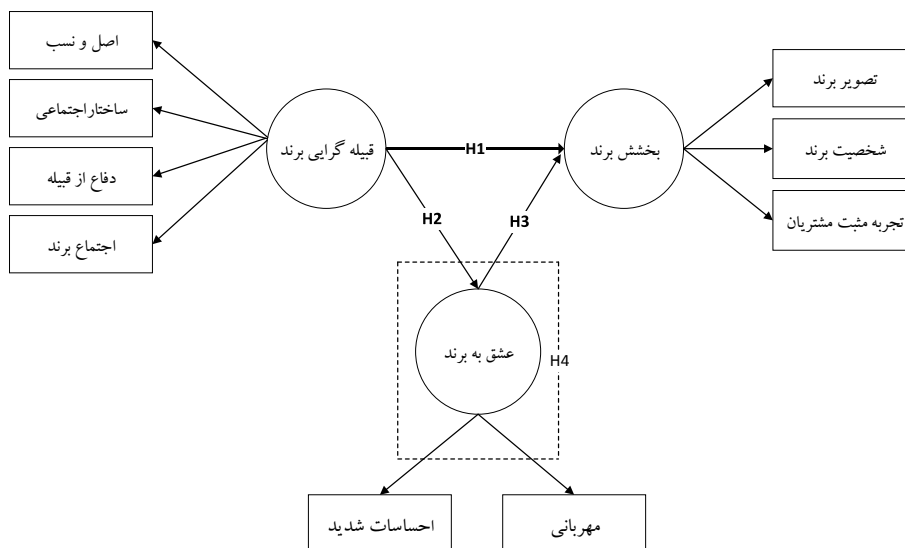 اصل و نسب
ساختاراجتماعی
دفاع از قبیله
اجتماع برند
قبیله گرایی برند
H1
بخشش برند
تصویر برند
شخصیت برند
تجربه مثبت مشتریان
H2
H3
عشق به برند
H4
احساسات شدید
مهربانی